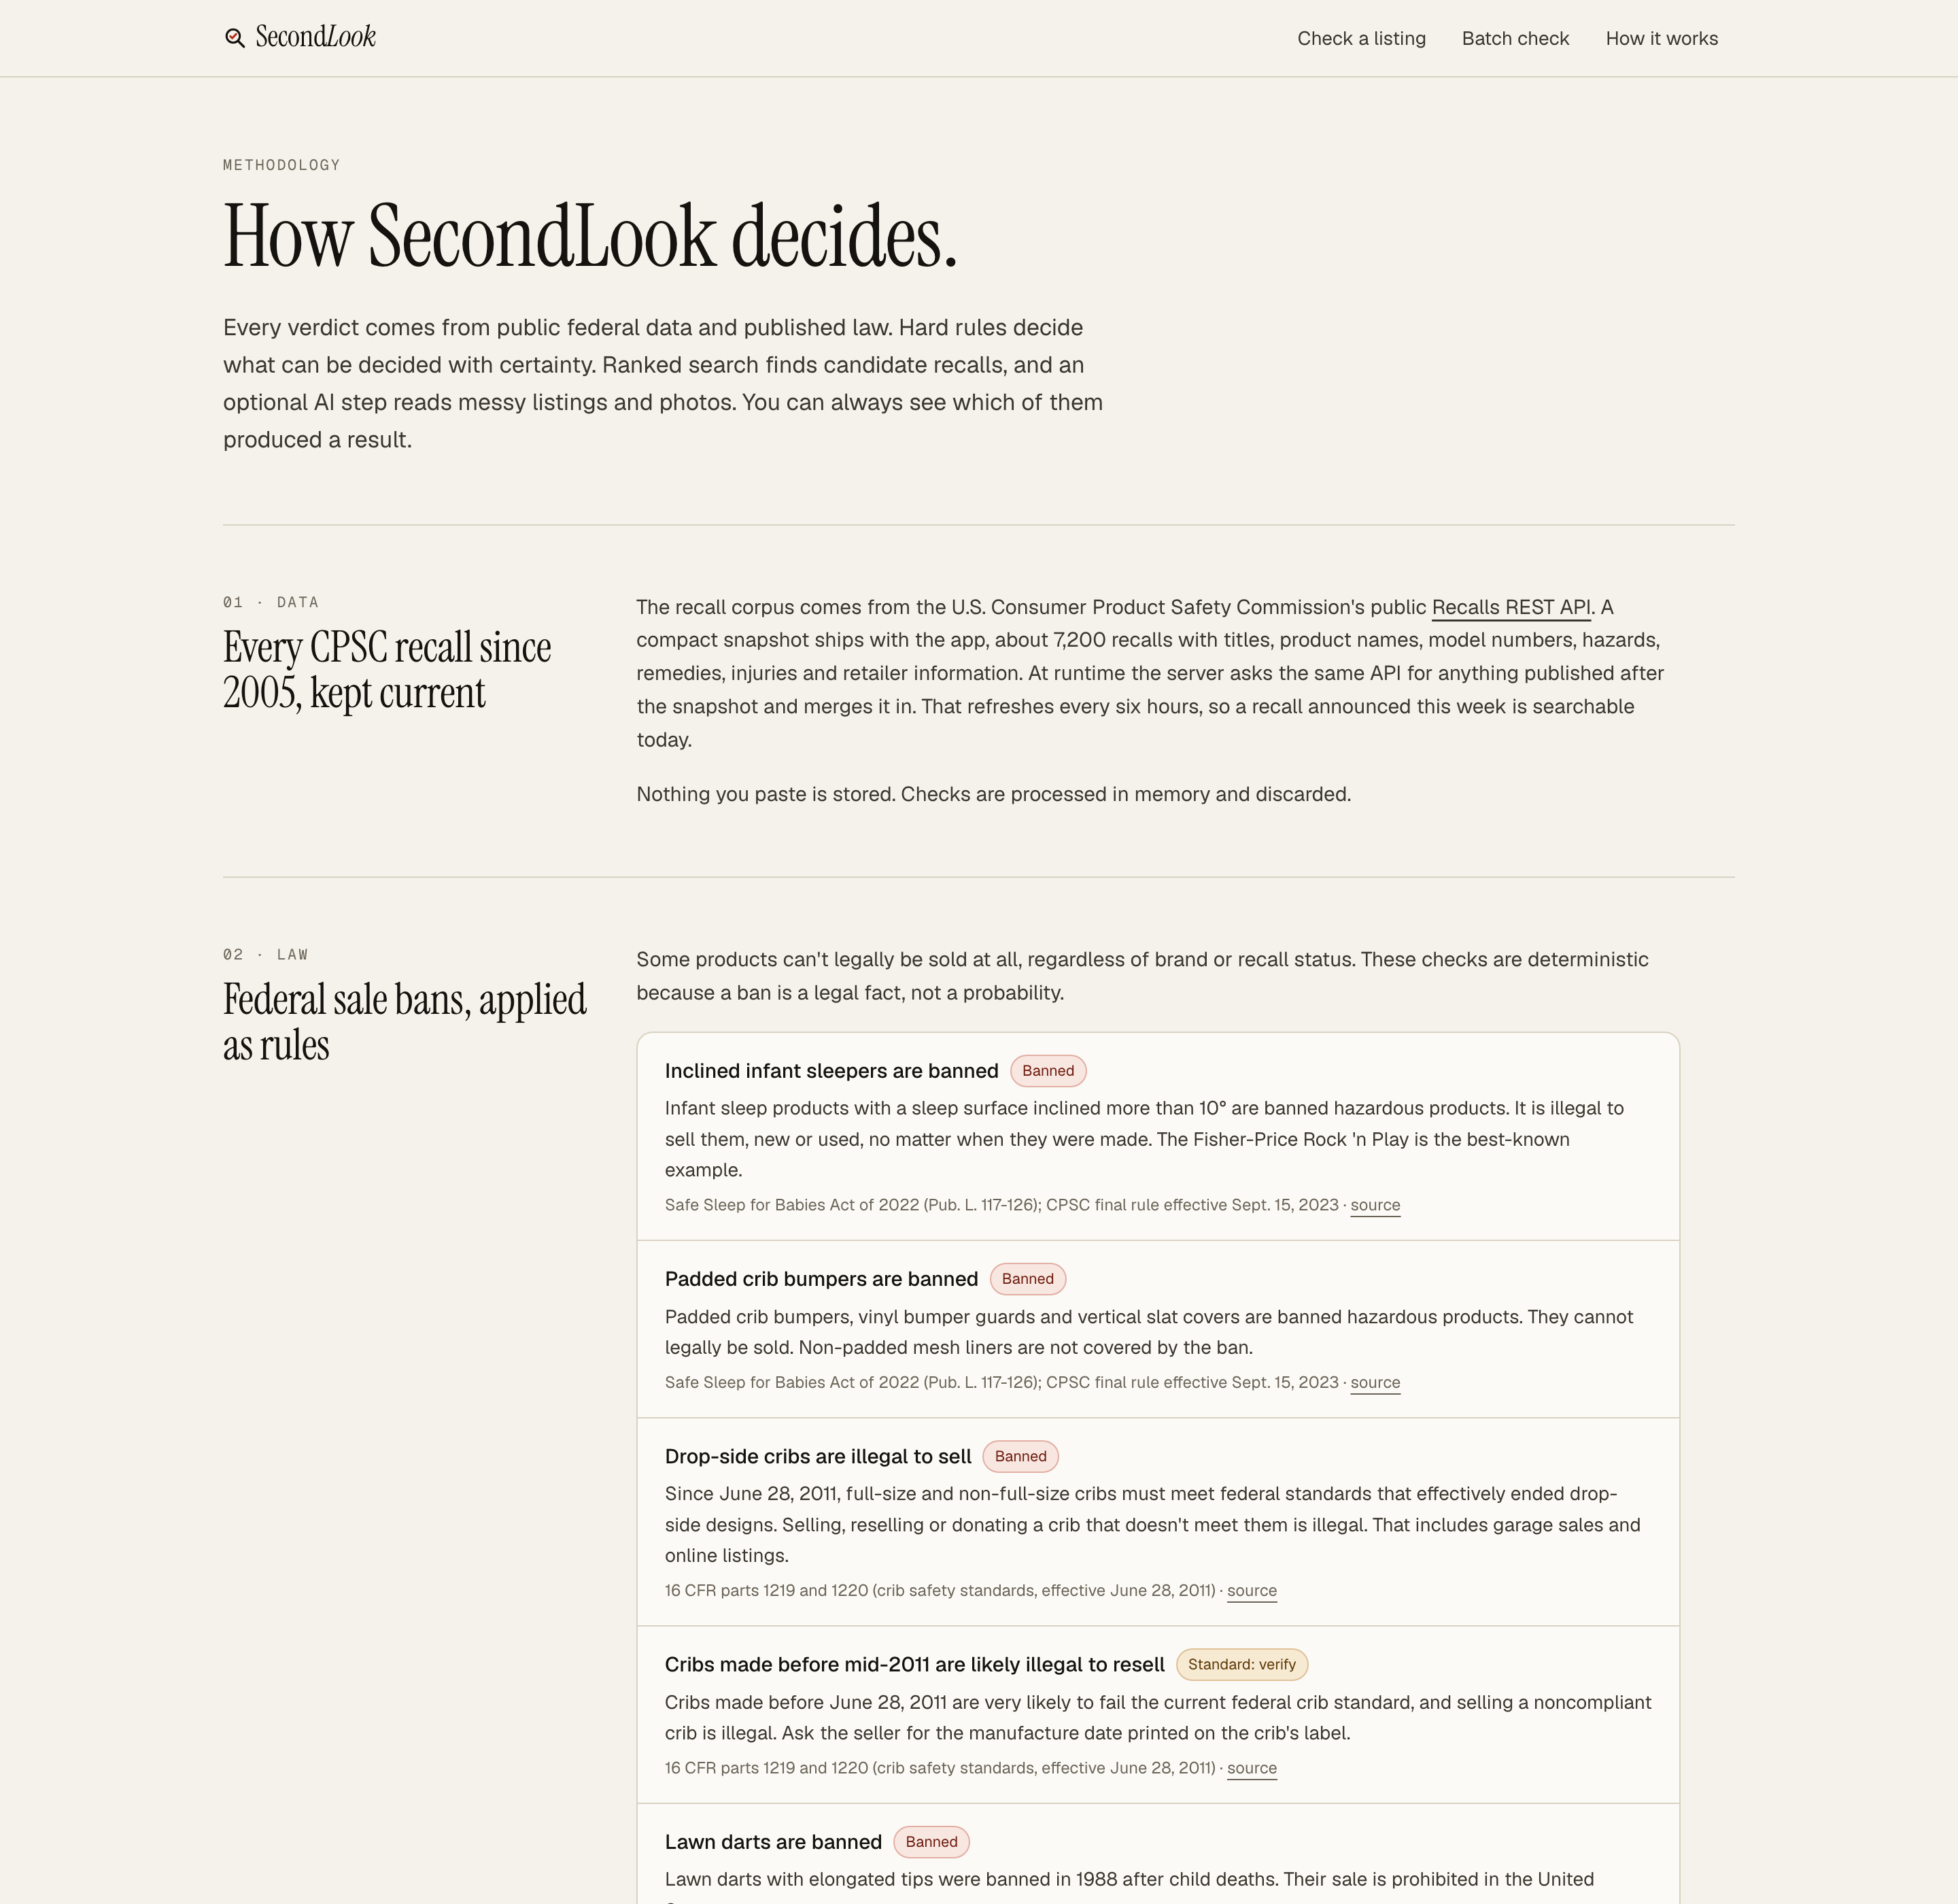 SecondLook
Check a listing
Batch check
How it works
METHODOLOGY
How SecondLook decides.
Every verdict comes from public federal data and published law. Hard rules decide
what can be decided with certainty. Ranked search finds candidate recalls, and an
optional AI step reads messy listings and photos. You can always see which of them
produced a result.
01 · DATA
Every CPSC recall since
2005, kept current
The recall corpus comes from the U.S. Consumer Product Safety Commission's public Recalls REST API. A
compact snapshot ships with the app, about 7,200 recalls with titles, product names, model numbers, hazards,
remedies, injuries and retailer information. At runtime the server asks the same API for anything published after
the snapshot and merges it in. That refreshes every six hours, so a recall announced this week is searchable
today.
Nothing you paste is stored. Checks are processed in memory and discarded.
02 · LAW
Federal sale bans, applied
as rules
Some products can't legally be sold at all, regardless of brand or recall status. These checks are deterministic
because a ban is a legal fact, not a probability.
Inclined infant sleepers are banned Banned
Infant sleep products with a sleep surface inclined more than 10° are banned hazardous products. It is illegal to
sell them, new or used, no matter when they were made. The Fisher-Price Rock 'n Play is the best-known
example.
Safe Sleep for Babies Act of 2022 (Pub. L. 117-126); CPSC final rule effective Sept. 15, 2023 · source
Padded crib bumpers are banned Banned
Padded crib bumpers, vinyl bumper guards and vertical slat covers are banned hazardous products. They cannot
legally be sold. Non-padded mesh liners are not covered by the ban.
Safe Sleep for Babies Act of 2022 (Pub. L. 117-126); CPSC final rule effective Sept. 15, 2023 · source
Drop-side cribs are illegal to sell Banned
Since June 28, 2011, full-size and non-full-size cribs must meet federal standards that effectively ended drop-
side designs. Selling, reselling or donating a crib that doesn't meet them is illegal. That includes garage sales and
online listings.
16 CFR parts 1219 and 1220 (crib safety standards, effective June 28, 2011) · source
Cribs made before mid-2011 are likely illegal to resell Standard: verify
Cribs made before June 28, 2011 are very likely to fail the current federal crib standard, and selling a noncompliant
crib is illegal. Ask the seller for the manufacture date printed on the crib's label.
16 CFR parts 1219 and 1220 (crib safety standards, effective June 28, 2011) · source
Lawn darts are banned Banned
Lawn darts with elongated tips were banned in 1988 after child deaths. Their sale is prohibited in the United